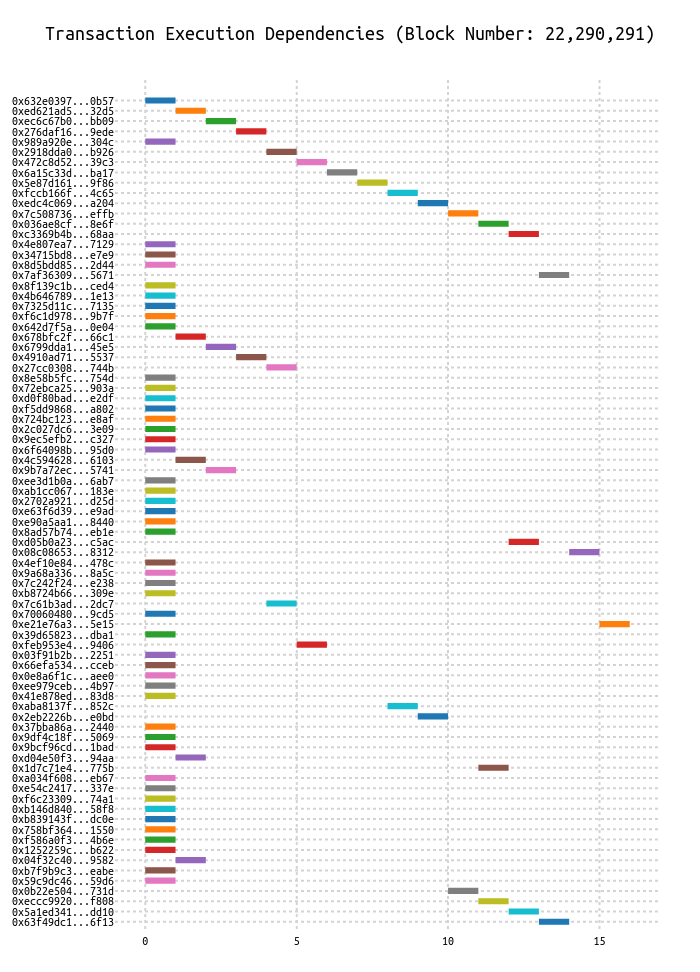 Transaction Execution Dependencies (Block Number: 22,290,291)
0x632e0397...0b57
0xed621ad5...32d5
0xec6c67b0...bb09
0x276daf16...9ede
0x989a920e...304c
0x2918dda0...b926
0x472c8d52...39c3
0x6a15c33d...ba17
0x5e87d161...9f86
0xfccb166f...4c65
0xedc4c069...a204
0x7c508736...effb
0x036ae8cf...8e6f
0xc3369b4b...68aa
0x4e807ea7...7129
0x34715bd8...e7e9
0x8d5bdd85...2d44
0x7af36309...5671
0x8f139c1b...ced4
0x4b646789...1e13
0x7325d11c...7135
0xf6c1d978...9b7f
0x642d7f5a...0e04
0x678bfc2f...66c1
0x6799dda1...45e5
0x4910ad71...5537
0x27cc0308...744b
0x8e58b5fc...754d
0x72ebca25...903a
0xd0f80bad...e2df
0xf5dd9868...a802
0x724bc123...e8af
0x2c027dc6...3e09
0x9ec5efb2...c327
0x6f64098b...95d0
0x4c594628...6103
0x9b7a72ec...5741
0xee3d1b0a...6ab7
0xab1cc067...183e
0x2702a921...d25d
0xe63f6d39...e9ad
0xe90a5aa1...8440
0x8ad57b74...eb1e
0xd05b0a23...c5ac
0x08c08653...8312
0x4ef10e84...478c
0x9a68a336...8a5c
0x7c242f24...e238
0xb8724b66...309e
0x7c61b3ad...2dc7
0x70060480...9cd5
0xe21e76a3...5e15
0x39d65823...dba1
0xfeb953e4...9406
0x03f91b2b...2251
0x66efa534...cceb
0x0e8a6f1c...aee0
0xee979ceb...4b97
0x41e878ed...83d8
0xaba8137f...852c
0x2eb2226b...e0bd
0x37bba86a...2440
0x9df4c18f...5069
0x9bcf96cd...1bad
0xd04e50f3...94aa
0x1d7c71e4...775b
0xa034f608...eb67
0xe54c2417...337e
0xf6c23309...74a1
0xb146d840...58f8
0xb839143f...dc0e
0x758bf364...1550
0xf586a0f3...4b6e
0x1252259c...b622
0x04f32c40...9582
0xb7f9b9c3...eabe
0x59c9dc46...59d6
0x0b22e504...731d
0xeccc9920...f808
0x5a1ed341...dd10
0x63f49dc1...6f13
0 5 10 15